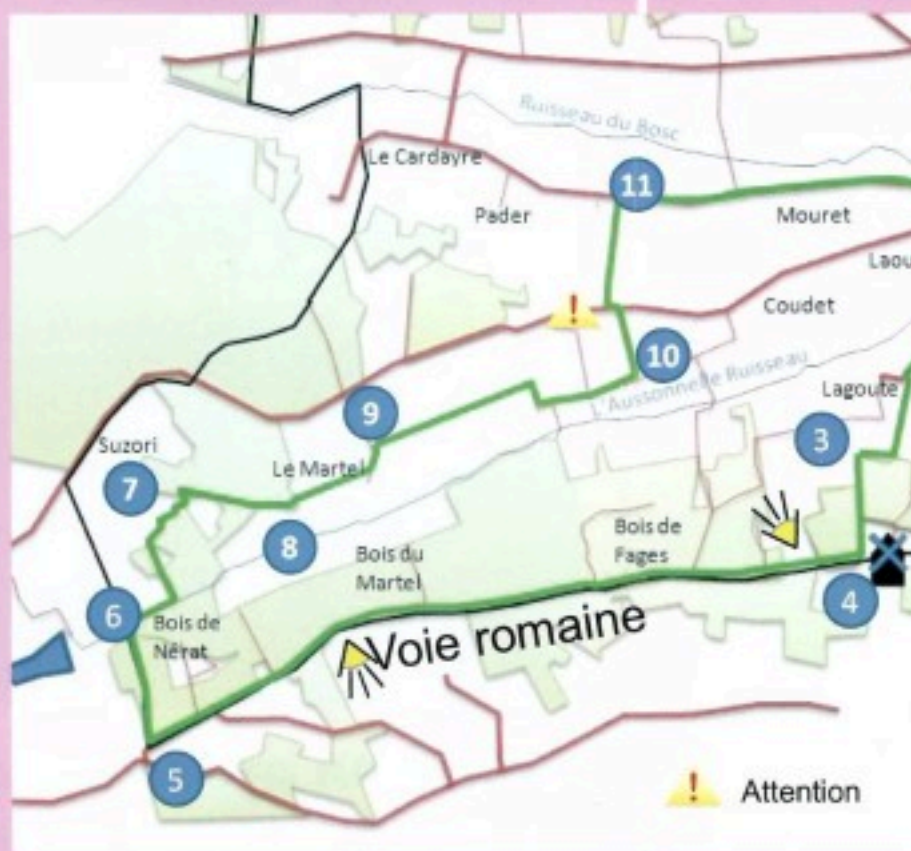 Ruisseau du Bosc
Le Cardayre
11
Pader
Mouret
Laou
Coudet
!
10
L'Aussonnelle Ruisseau
Lagoute
9
3
Suzori
Le Martel
7
8
Bois de
Fages
Bois du
Martel
4
6
Bois de
Nérat
Voie romaine
5
! Attention